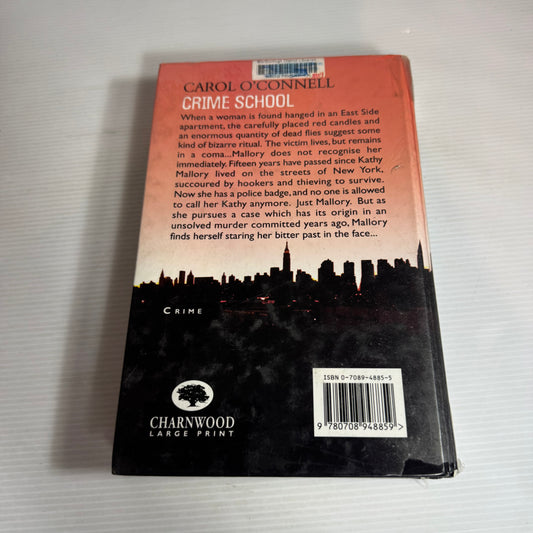 CAROL O'CONNELL
CRIME SCHOOL
When a woman is found hanged in an East Side
apartment, the carefully placed red candles and
an enormous quantity of dead flies suggest some
kind of bizarre ritual. The victim lives, but remains
in a coma...Mallory does not recognise her
immediately. Fifteen years have passed since Kathy
Mallory lived on the streets of New York,
succoured by hookers and thieving to survive.
Now she has a police badge, and no one is allowed
to call her Kathy anymore. Just Mallory. But as
she pursues a case which has its origin in an
unsolved murder committed years ago, Mallory
finds herself staring her bitter past in the face...
CRIME
ISBN 0-7089-4885-5
9 780708 948859>
CHARNWOOD
LARGE PRINT